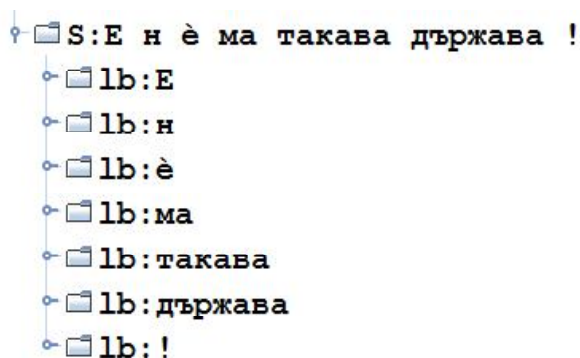 S:Е н è ма такава държава !
lb:Е
lb:н
lb:è
lb:ма
lb:такава
lb:държава
lb:!